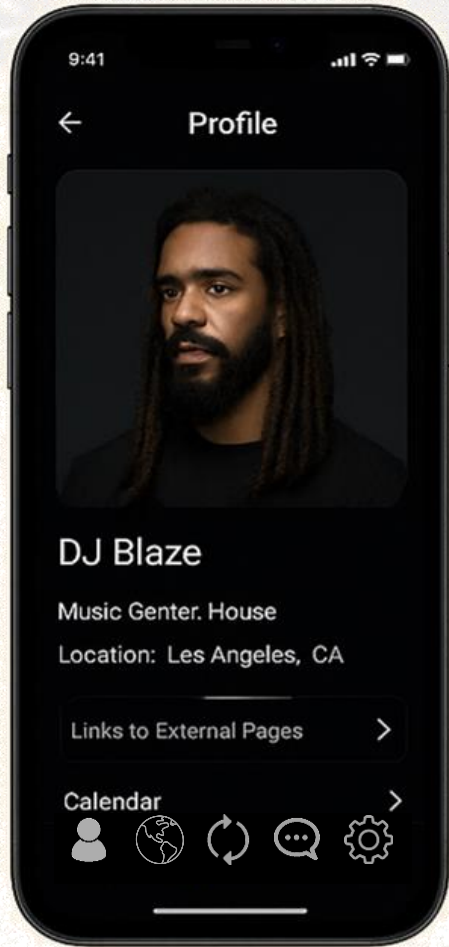 9:41
Profile
DJ Blaze
Music Genter. House
Location: Les Angeles, CA
Links to External Pages
Calendar